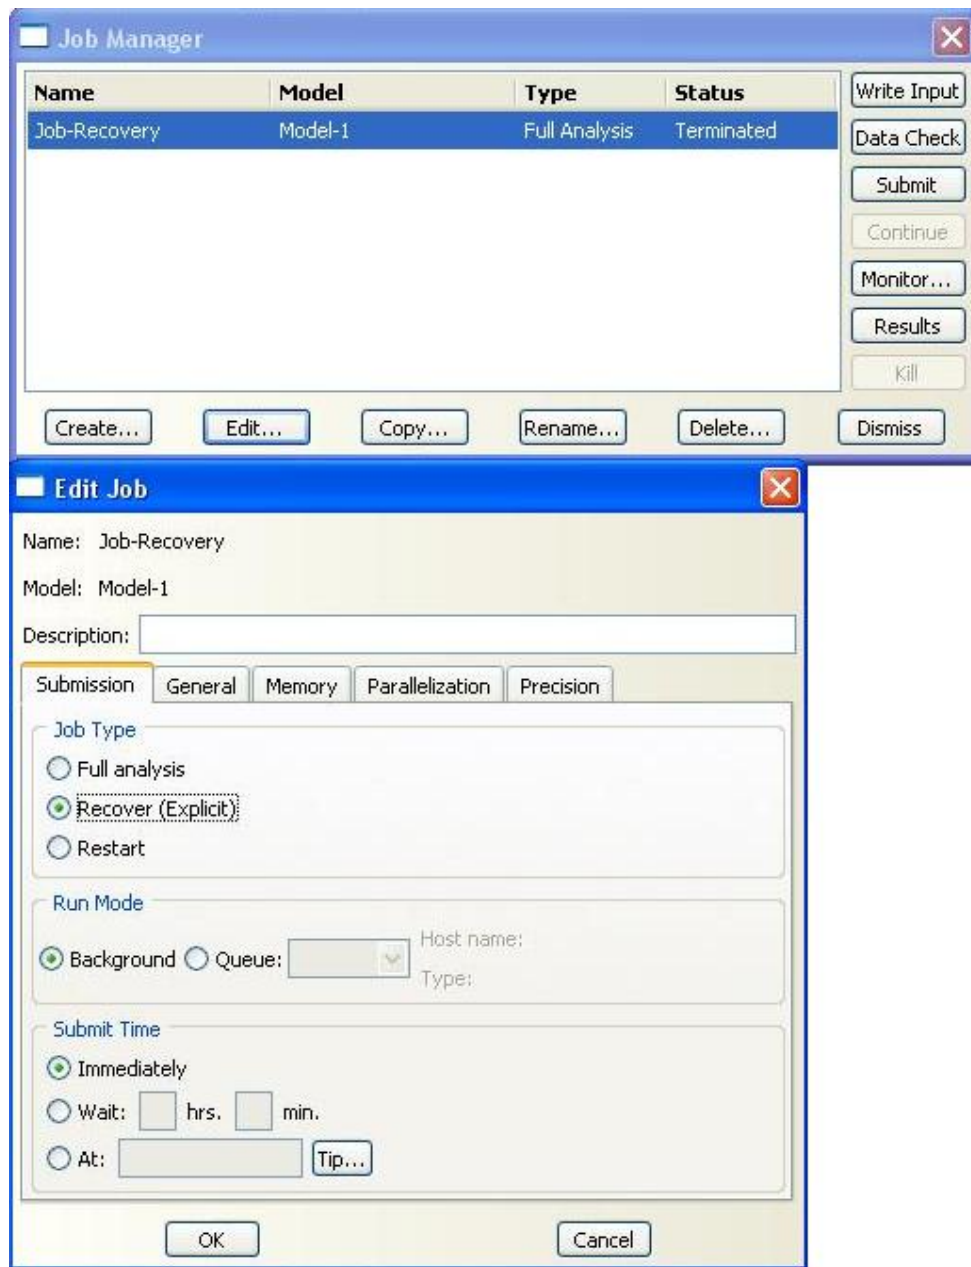 Job Manager
Name Model Type Status Write Input
Job-Recovery Model-1 Full Analysis Terminated Data Check
Submit
Continue
Monitor...
Results
Kill
Create... Edit... Copy... Rename... Delete... Dismiss
Edit Job
Name: Job-Recovery
Model: Model-1
Description:
Submission General Memory Parallelization Precision
Job Type
Full analysis
Recover (Explicit)
Restart
Run Mode
Background Queue: Host name:
Type:
Submit Time
Immediately
Wait: hrs. min.
At: Tip...
OK Cancel